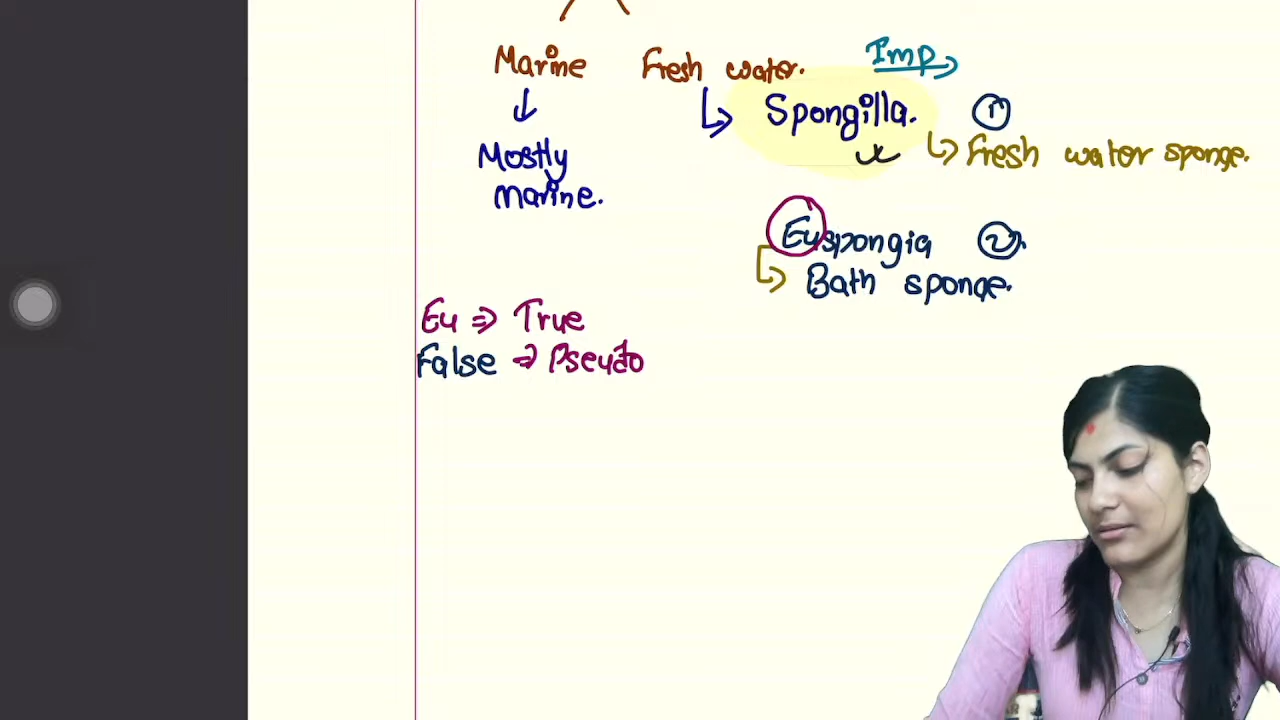 Marine Fresh water. Imp
Spongilla. 1
Mostly Fresh water sponge.
marine.
Euspongia 2.
Bath sponge.
Eu ⇒ True
False ⇒ Pseudo